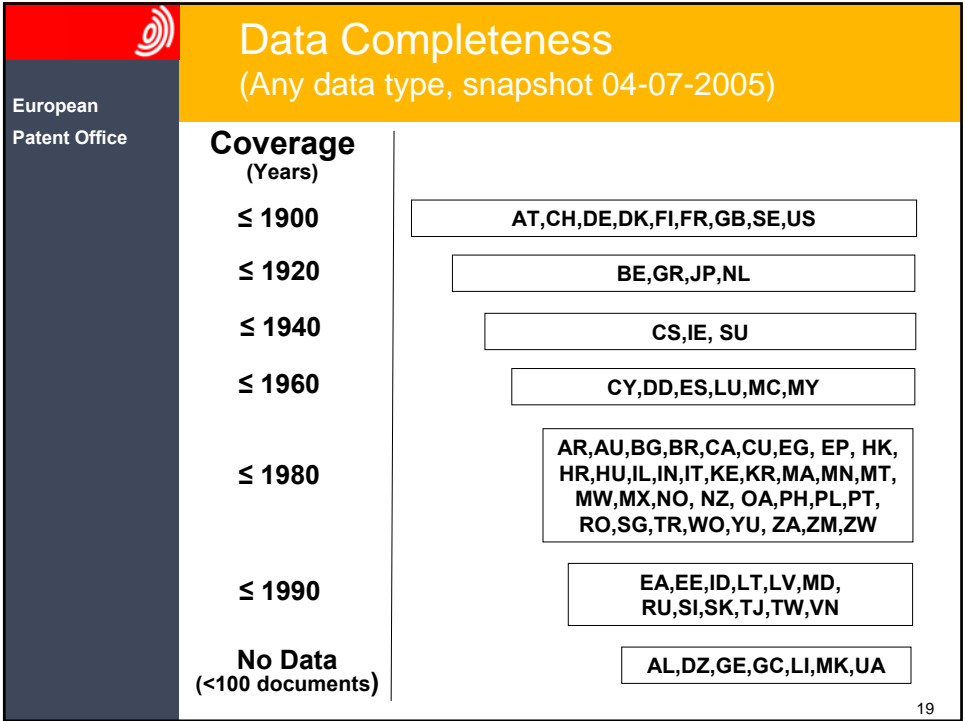 Data Completeness
(Any data type, snapshot 04-07-2005)
European
Patent Office
Coverage
(Years)
≤ 1900
AT,CH,DE,DK,FI,FR,GB,SE,US
≤ 1920
BE,GR,JP,NL
≤ 1940
CS,IE, SU
≤ 1960
CY,DD,ES,LU,MC,MY
≤ 1980
AR,AU,BG,BR,CA,CU,EG, EP, HK,
HR,HU,IL,IN,IT,KE,KR,MA,MN,MT,
MW,MX,NO, NZ, OA,PH,PL,PT,
RO,SG,TR,WO,YU, ZA,ZM,ZW
≤ 1990
EA,EE,ID,LT,LV,MD,
RU,SI,SK,TJ,TW,VN
No Data
(<100 documents)
AL,DZ,GE,GC,LI,MK,UA
19